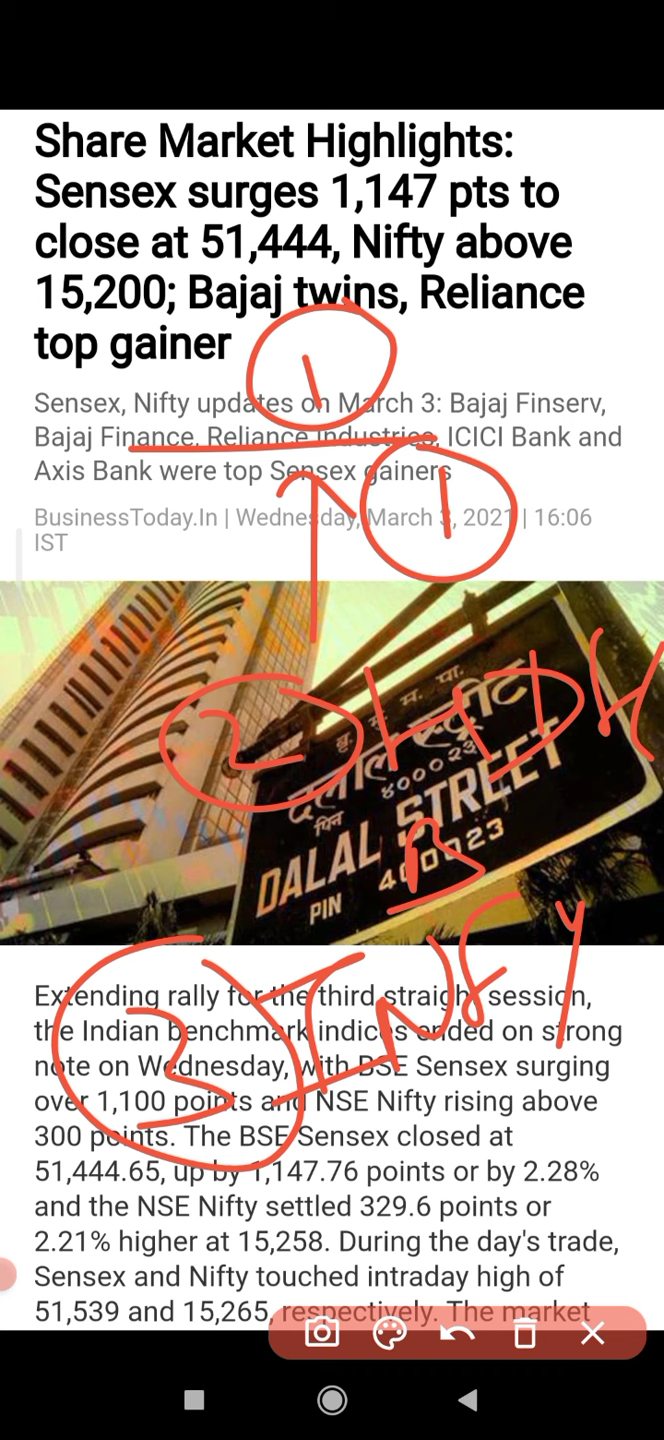 Share Market Highlights:
Sensex surges 1,147 pts to
close at 51,444, Nifty above
15,200; Bajaj twins, Reliance
top gainer
1
Sensex, Nifty updates on March 3: Bajaj Finserv,
Bajaj Finance, Reliance Industries, ICICI Bank and
Axis Bank were top Sensex gainers
1
BusinessToday.In | Wednesday, March 3, 2021 | 16:06
IST
2
दलाल स्ट्रीट
४०००२३
पिन
DALAL STREET
PIN 400023
B
3 INFY
Extending rally for the third straight session,
the Indian benchmark indices ended on strong
note on Wednesday, with BSE Sensex surging
over 1,100 points and NSE Nifty rising above
300 points. The BSE Sensex closed at
51,444.65, up by 1,147.76 points or by 2.28%
and the NSE Nifty settled 329.6 points or
2.21% higher at 15,258. During the day's trade,
Sensex and Nifty touched intraday high of
51,539 and 15,265, respectively. The market